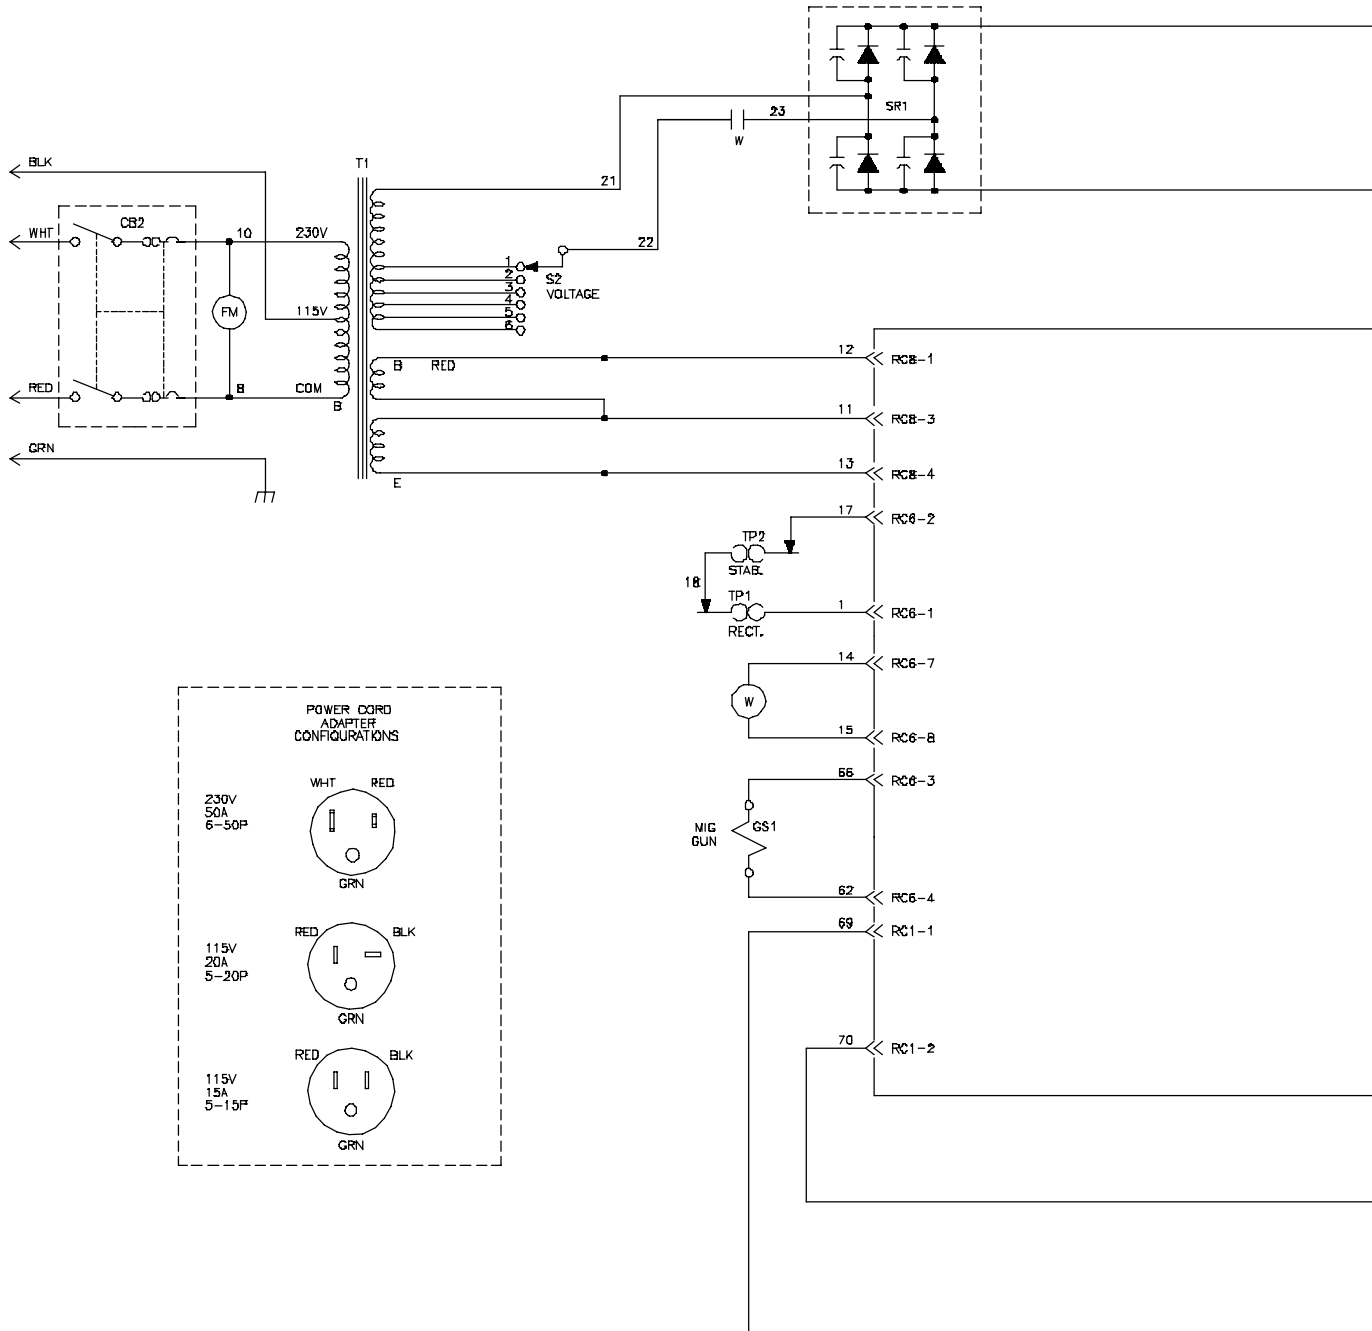 SR1
23
W
BLK
T1
21
CB2
WHT
10
230V
22
1
2
3
4
5
6
S2
VOLTAGE
FM
115V
12
RC8-1
B
RED
RED
8
COM
B
11
RC8-3
GRN
13
RC8-4
E
17
RC6-2
TP2
STAB.
18
TP1
1
RC6-1
RECT.
14
RC6-7
W
15
RC6-8
POWER CORD
ADAPTER
CONFIQURATIONS
66
RC6-3
WHT
RED
230V
50A
6-50P
GRN
MIG
GUN
GS1
62
RC6-4
69
RC1-1
RED
BLK
115V
20A
5-20P
GRN
70
RC1-2
RED
BLK
115V
15A
5-15P
GRN